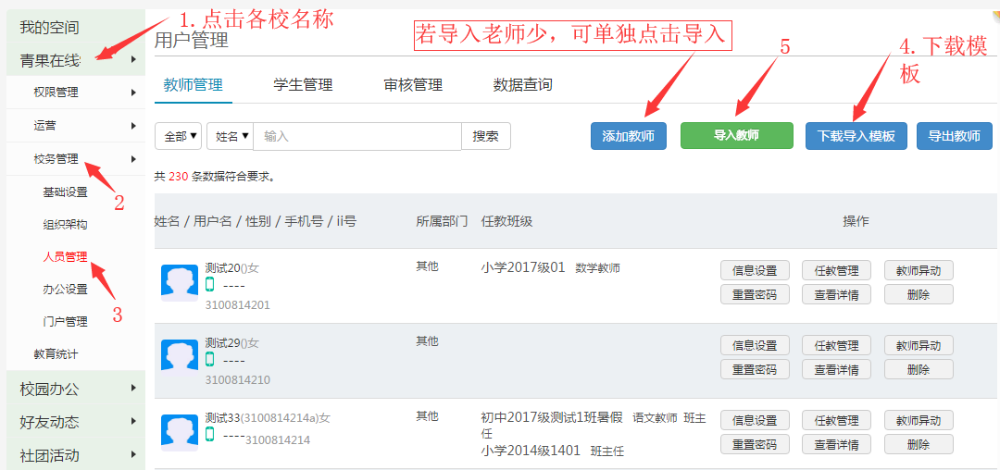 我的空间
1.点击各校名称
用户管理
若导入老师少，可单独点击导入
5
4.下载模
板
青果在线
权限管理
运营
校务管理
2
基础设置
组织架构
人员管理
办公设置
3
门户管理
教育统计
校园办公
好友动态
社团活动
教师管理 学生管理 审核管理 数据查询
全部▼ 姓名▼ 输入 搜索 添加教师 导入教师 下载导入模板 导出教师
共 230 条数据符合要求。
姓名 / 用户名 / 性别 / 手机号 / ii号 所属部门 任教班级 操作
测试20()女 其他 小学2017级01 数学教师 信息设置 任教管理 教师异动
----
3100814201
重置密码 查看详情 删除
测试29()女 其他 信息设置 任教管理 教师异动
----
3100814210
重置密码 查看详情 删除
测试33(3100814214a)女 其他 初中2017级测试1班暑假 语文教师 班主
任
信息设置 任教管理 教师异动
----3100814214
小学2014级1401 班主任
重置密码 查看详情 删除